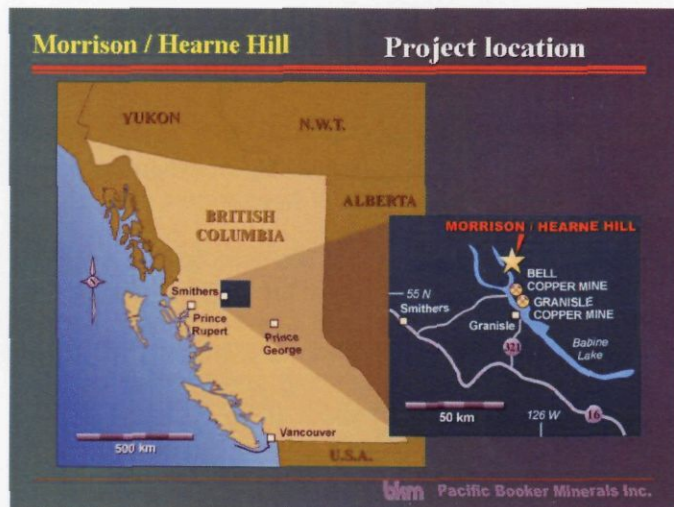 Morrison / Hearne Hill
Project location
YUKON
N.W.T.
ALBERTA
BRITISH
COLUMBIA
MORRISON / HEARNE HILL
BELL
COPPER MINE
55 N
GRANISLE
COPPER MINE
Smithers
Granisle
Smithers
Prince
Rupert
Prince
George
321
Babine
Lake
50 km
126 W
16
N
Vancouver
500 km
U.S.A.
bkm Pacific Booker Minerals Inc.